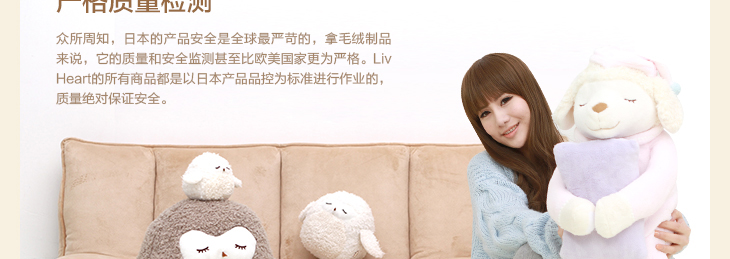 严格质量检测
众所周知，日本的产品安全是全球最严苛的，拿毛绒制品
来说，它的质量和安全监测甚至比欧美国家更为严格。Liv
Heart的所有商品都是以日本产品品控为标准进行作业的，
质量绝对保证安全。